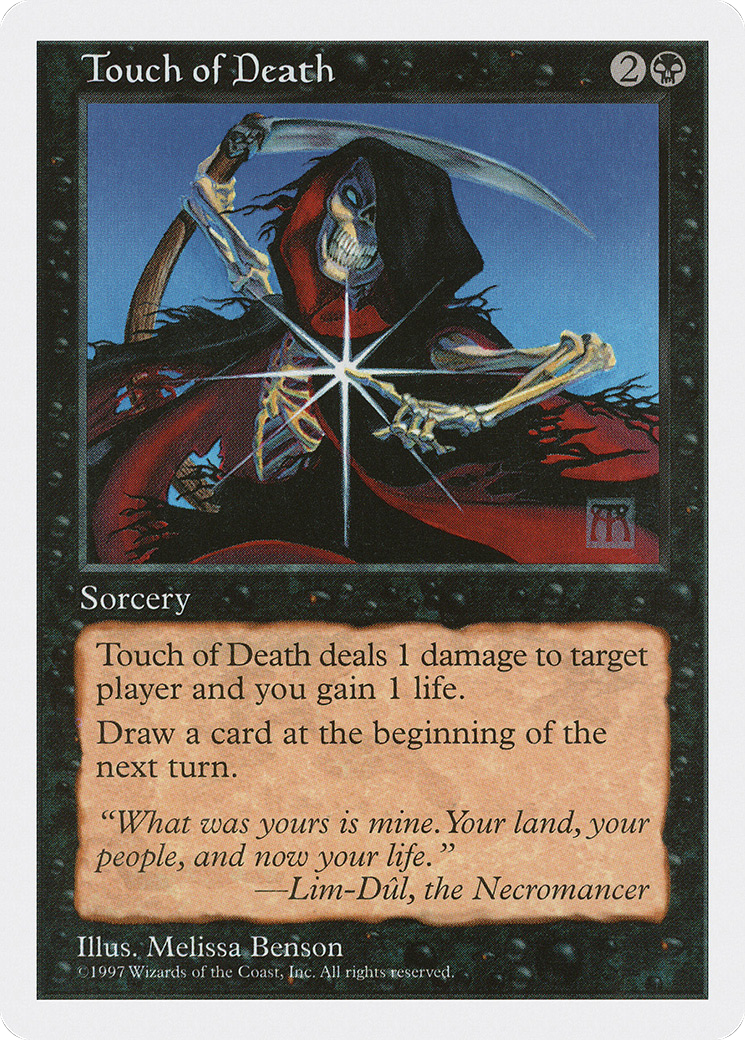 Touch of Death
2
Sorcery
Touch of Death deals 1 damage to target
player and you gain 1 life.
Draw a card at the beginning of the
next turn.
“What was yours is mine. Your land, your
people, and now your life.”
—Lim-Dûl, the Necromancer
Illus. Melissa Benson
©1997 Wizards of the Coast, Inc. All rights reserved.